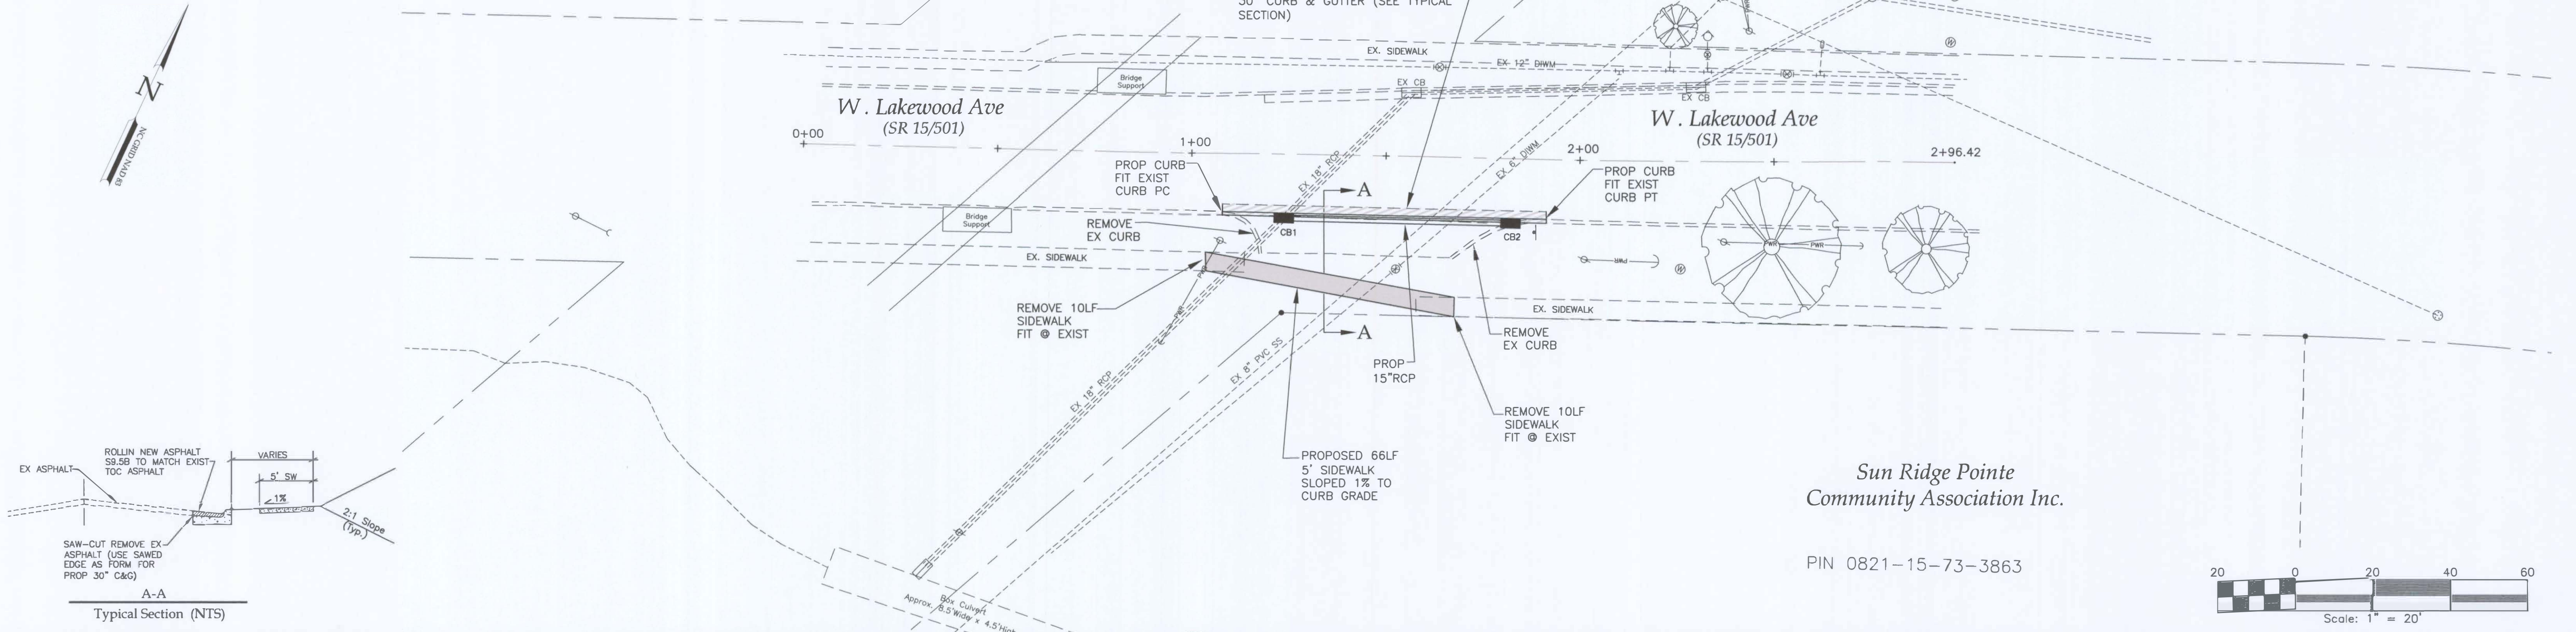 30" CURB & GUTTER (SEE TYPICAL
SECTION)
N
NC GRID NAD 83
EX. SIDEWALK
EX 12" DIWM
Bridge
Support
EX CB
EX CB
W. Lakewood Ave
(SR 15/501)
W. Lakewood Ave
(SR 15/501)
0+00
1+00
2+00
2+96.42
PROP CURB
FIT EXIST
CURB PC
EX 18" RCP
EX 6" DIWM
A
PROP CURB
FIT EXIST
CURB PT
Bridge
Support
REMOVE
EX CURB
CB1
CB2
PWR
PWR
PWR
EX. SIDEWALK
PWR
REMOVE 10LF
SIDEWALK
FIT @ EXIST
PWR
EX. SIDEWALK
A
REMOVE
EX CURB
EX 8" PVC SS
PROP
15"RCP
EX 18" RCP
REMOVE 10LF
SIDEWALK
FIT @ EXIST
PROPOSED 66LF
5' SIDEWALK
SLOPED 1% TO
CURB GRADE
EX ASPHALT
ROLLIN NEW ASPHALT
S9.5B TO MATCH EXIST
TOC ASPHALT
VARIES
5' SW
1%
2:1 Slope
(Typ.)
SAW-CUT REMOVE EX
ASPHALT (USE SAWED
EDGE AS FORM FOR
PROP 30" C&G)
A-A
Typical Section (NTS)
Sun Ridge Pointe
Community Association Inc.
PIN 0821-15-73-3863
Box Culvert
Approx. 8.5'Wide x 4.5'High
20 0 20 40 60
Scale: 1" = 20'